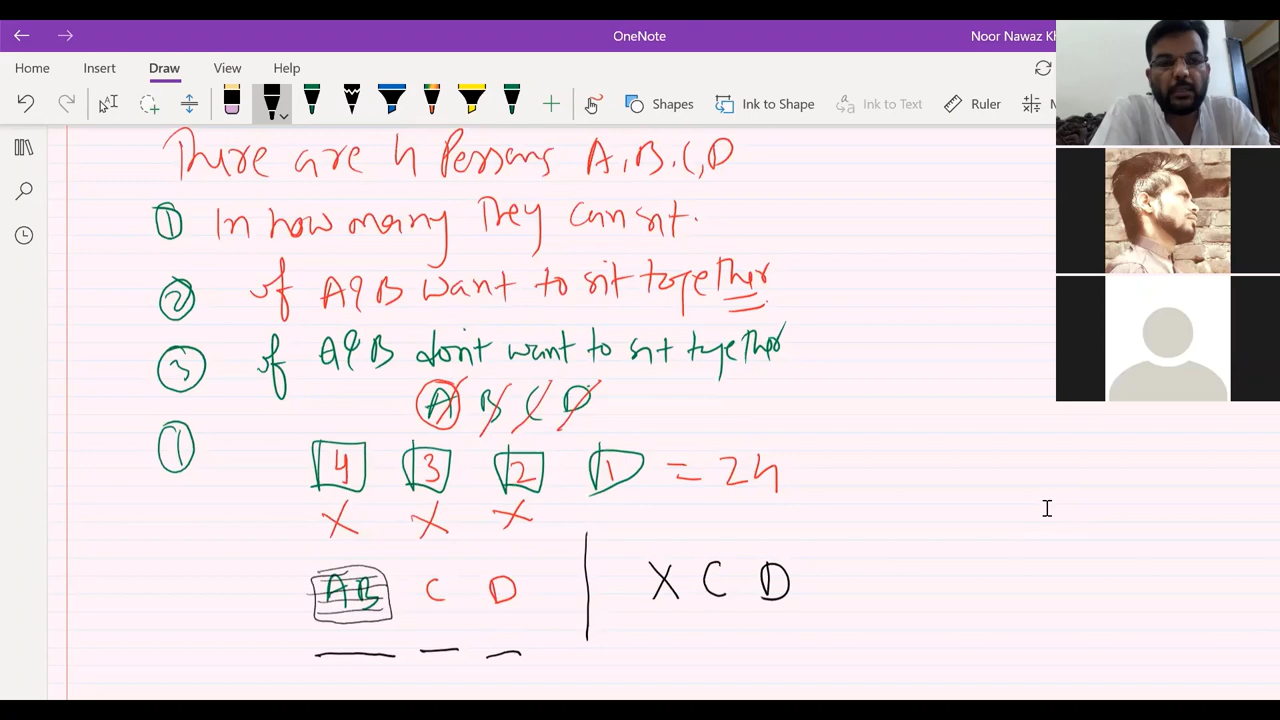 OneNote
Noor Nawaz Kh
Home Insert Draw View Help
Shapes Ink to Shape Ink to Text Ruler M
There are 4 Persons A, B, C, D
① In how many They can sit.
② if A & B want to sit together
③ if A & B don't want to sit together
A B C D
①
4 3 2 1 = 24
X X X
AB C D | X C D